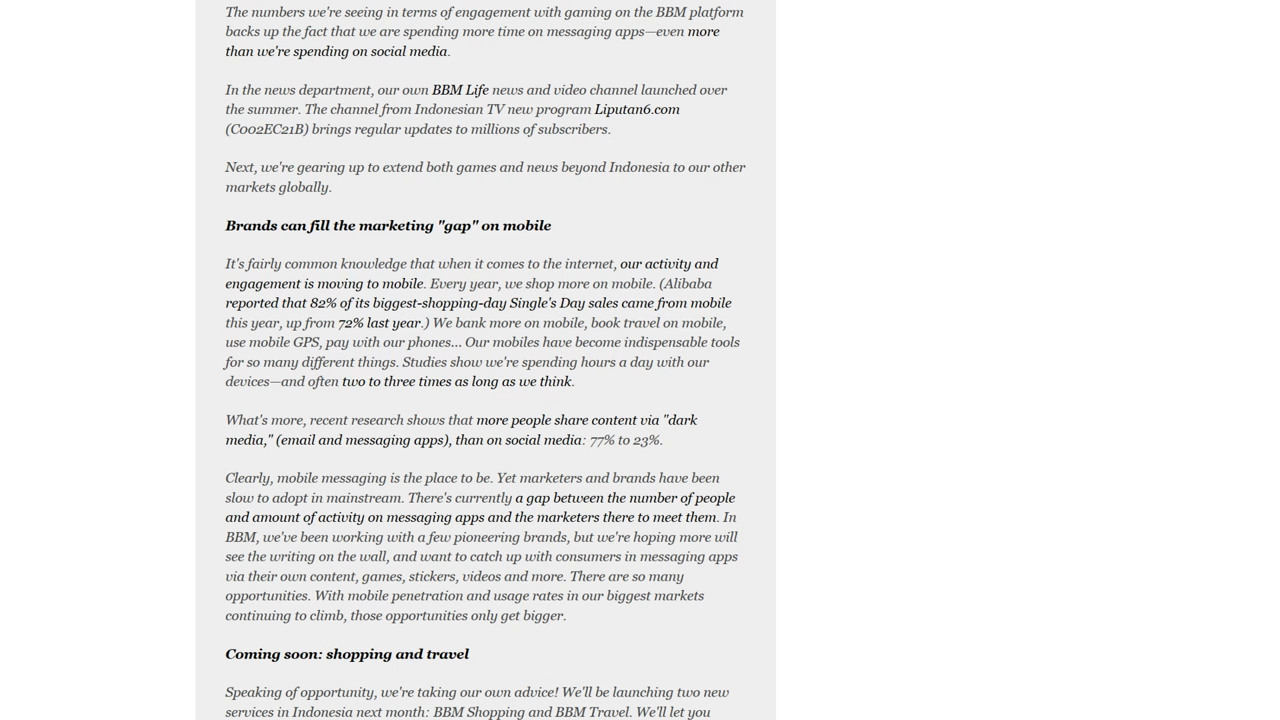 The numbers we're seeing in terms of engagement with gaming on the BBM platform
backs up the fact that we are spending more time on messaging apps—even more
than we're spending on social media.
In the news department, our own BBM Life news and video channel launched over
the summer. The channel from Indonesian TV new program Liputan6.com
(C002EC21B) brings regular updates to millions of subscribers.
Next, we're gearing up to extend both games and news beyond Indonesia to our other
markets globally.
Brands can fill the marketing "gap" on mobile
It's fairly common knowledge that when it comes to the internet, our activity and
engagement is moving to mobile. Every year, we shop more on mobile. (Alibaba
reported that 82% of its biggest-shopping-day Single's Day sales came from mobile
this year, up from 72% last year.) We bank more on mobile, book travel on mobile,
use mobile GPS, pay with our phones... Our mobiles have become indispensable tools
for so many different things. Studies show we're spending hours a day with our
devices—and often two to three times as long as we think.
What's more, recent research shows that more people share content via "dark
media," (email and messaging apps), than on social media: 77% to 23%.
Clearly, mobile messaging is the place to be. Yet marketers and brands have been
slow to adopt in mainstream. There's currently a gap between the number of people
and amount of activity on messaging apps and the marketers there to meet them. In
BBM, we've been working with a few pioneering brands, but we're hoping more will
see the writing on the wall, and want to catch up with consumers in messaging apps
via their own content, games, stickers, videos and more. There are so many
opportunities. With mobile penetration and usage rates in our biggest markets
continuing to climb, those opportunities only get bigger.
Coming soon: shopping and travel
Speaking of opportunity, we're taking our own advice! We'll be launching two new
services in Indonesia next month: BBM Shopping and BBM Travel. We'll let you